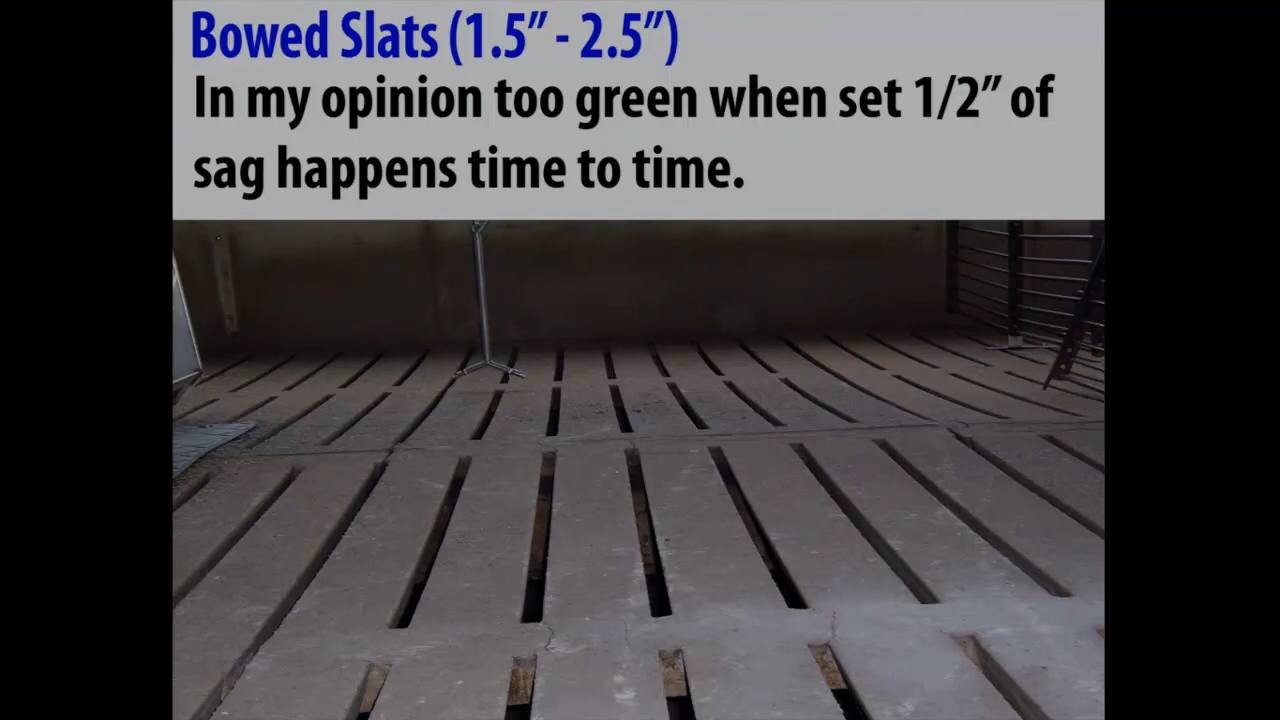 Bowed Slats (1.5” - 2.5”)
In my opinion too green when set 1/2” of
sag happens time to time.